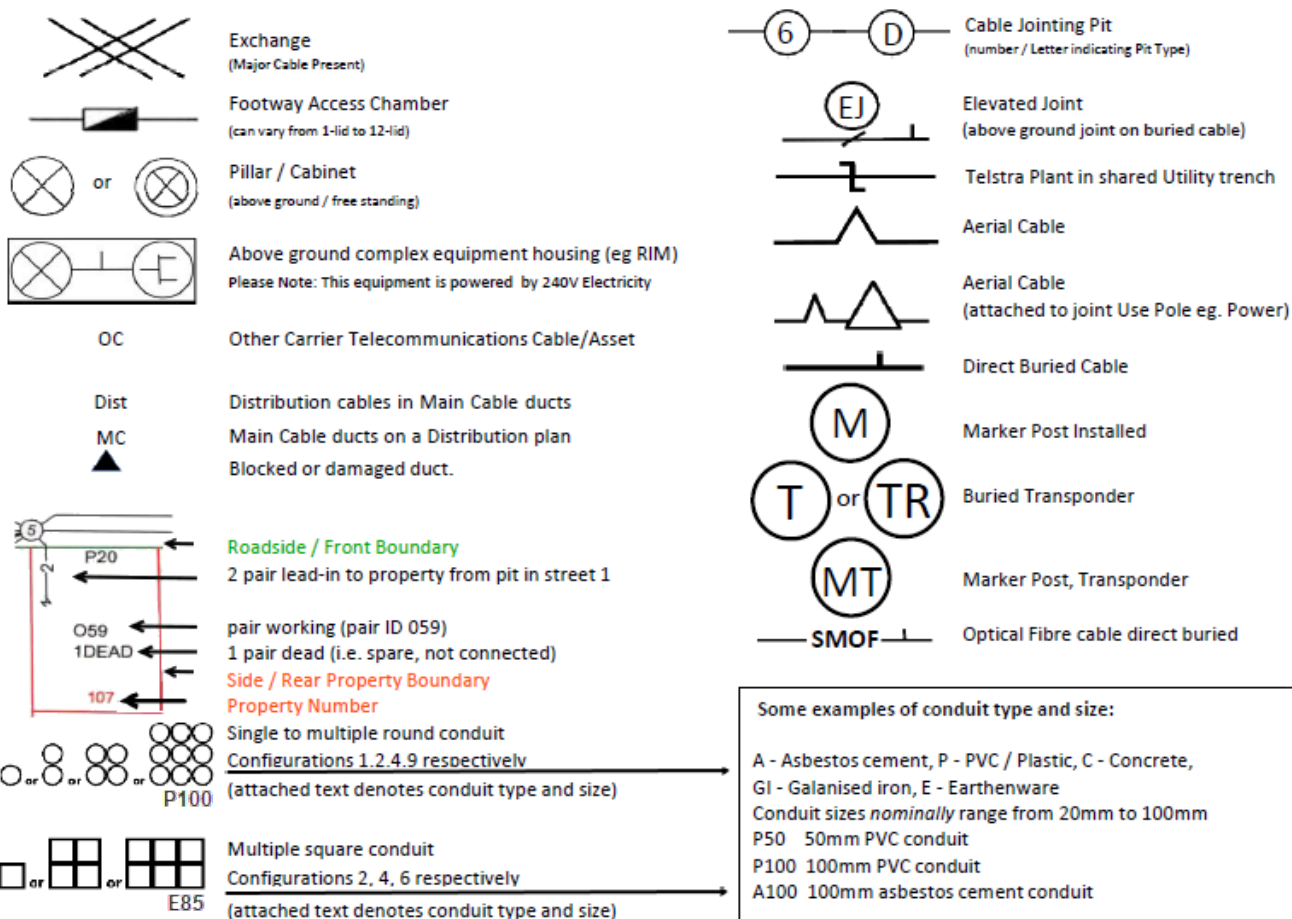 Exchange
(Major Cable Present)
Footway Access Chamber
(can vary from 1-lid to 12-lid)
or
Pillar / Cabinet
(above ground / free standing)
Above ground complex equipment housing (eg RIM)
Please Note: This equipment is powered by 240V Electricity
OC
Other Carrier Telecommunications Cable/Asset
Dist
Distribution cables in Main Cable ducts
MC
Main Cable ducts on a Distribution plan
Blocked or damaged duct.
5
Roadside / Front Boundary
P20
2
2 pair lead-in to property from pit in street 1
O59
pair working (pair ID 059)
1DEAD
1 pair dead (i.e. spare, not connected)
Side / Rear Property Boundary
107
Property Number
Single to multiple round conduit
Configurations 1.2.4.9 respectively
or or or
P100
(attached text denotes conduit type and size)
Multiple square conduit
Configurations 2, 4, 6 respectively
or or
E85
(attached text denotes conduit type and size)
6 D
Cable Jointing Pit
(number / Letter indicating Pit Type)
EJ
Elevated Joint
(above ground joint on buried cable)
Telstra Plant in shared Utility trench
Aerial Cable
Aerial Cable
(attached to joint Use Pole eg. Power)
Direct Buried Cable
M
Marker Post Installed
T or TR
Buried Transponder
MT
Marker Post, Transponder
SMOF
Optical Fibre cable direct buried
Some examples of conduit type and size:
A - Asbestos cement, P - PVC / Plastic, C - Concrete,
GI - Galanised iron, E - Earthenware
Conduit sizes nominally range from 20mm to 100mm
P50 50mm PVC conduit
P100 100mm PVC conduit
A100 100mm asbestos cement conduit